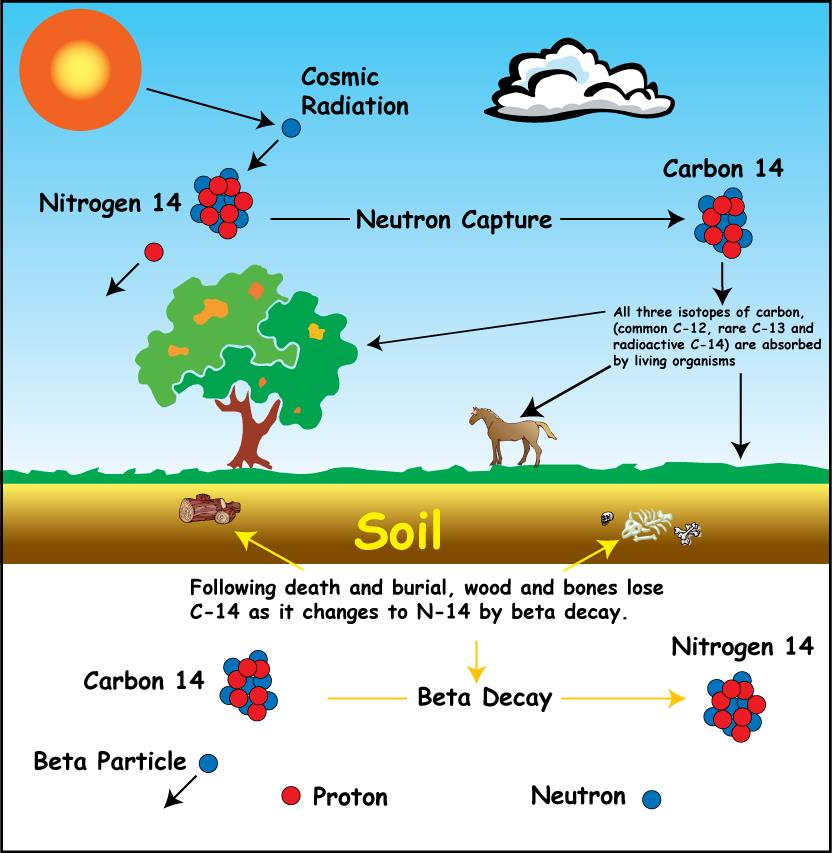 Cosmic
Radiation
Carbon 14
Nitrogen 14
Neutron Capture
All three isotopes of carbon,
(common C-12, rare C-13 and
radioactive C-14) are absorbed
by living organisms
Soil
Following death and burial, wood and bones lose
C-14 as it changes to N-14 by beta decay.
Nitrogen 14
Carbon 14
Beta Decay
Beta Particle
Proton
Neutron